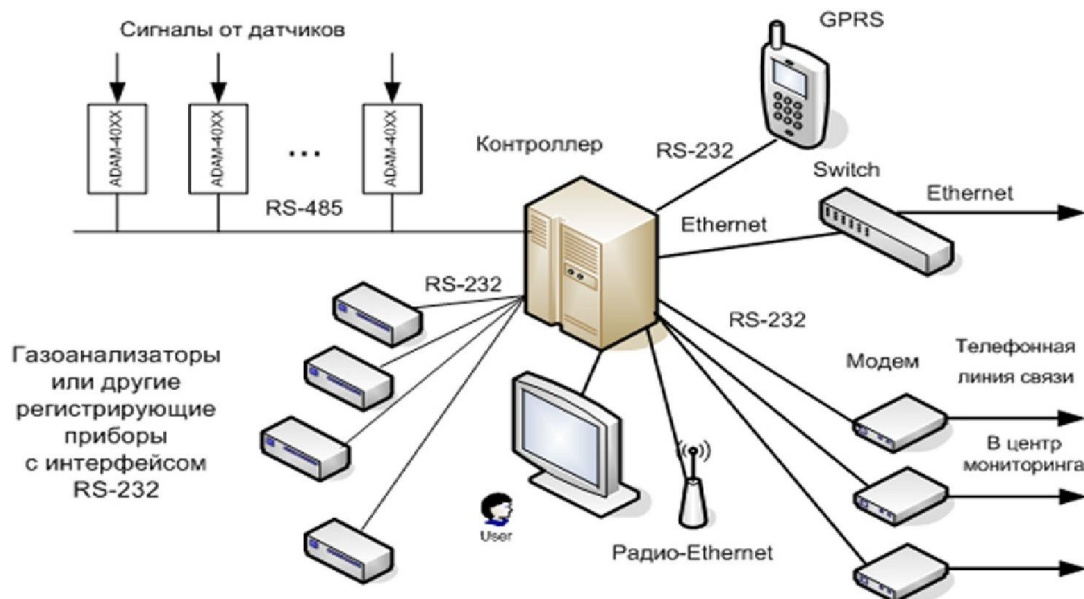 Сигналы от датчиков
GPRS
ADAM-40XX
ADAM-40XX
...
ADAM-40XX
Контроллер
RS-232
Switch
RS-485
Ethernet
Ethernet
RS-232
RS-232
Газоанализаторы
или другие
регистрирующие
приборы
с интерфейсом
RS-232
Модем
Телефонная
линия связи
В центр
мониторинга
User
Радио-Ethernet